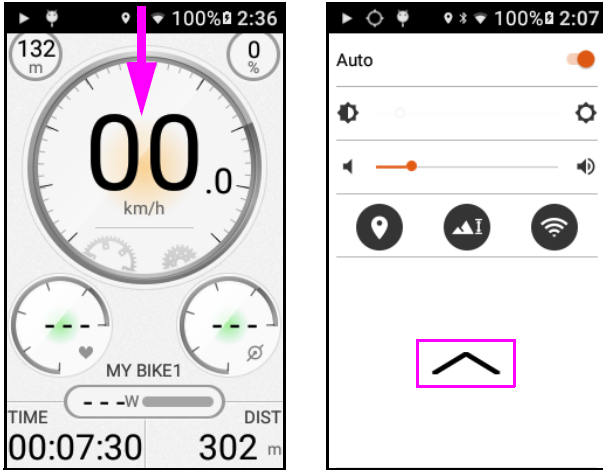 100% 2:36
132
m
0
%
00.0
km/h
---
---
MY BIKE1
---W
TIME
DIST
00:07:30
302 m
100% 2:07
Auto